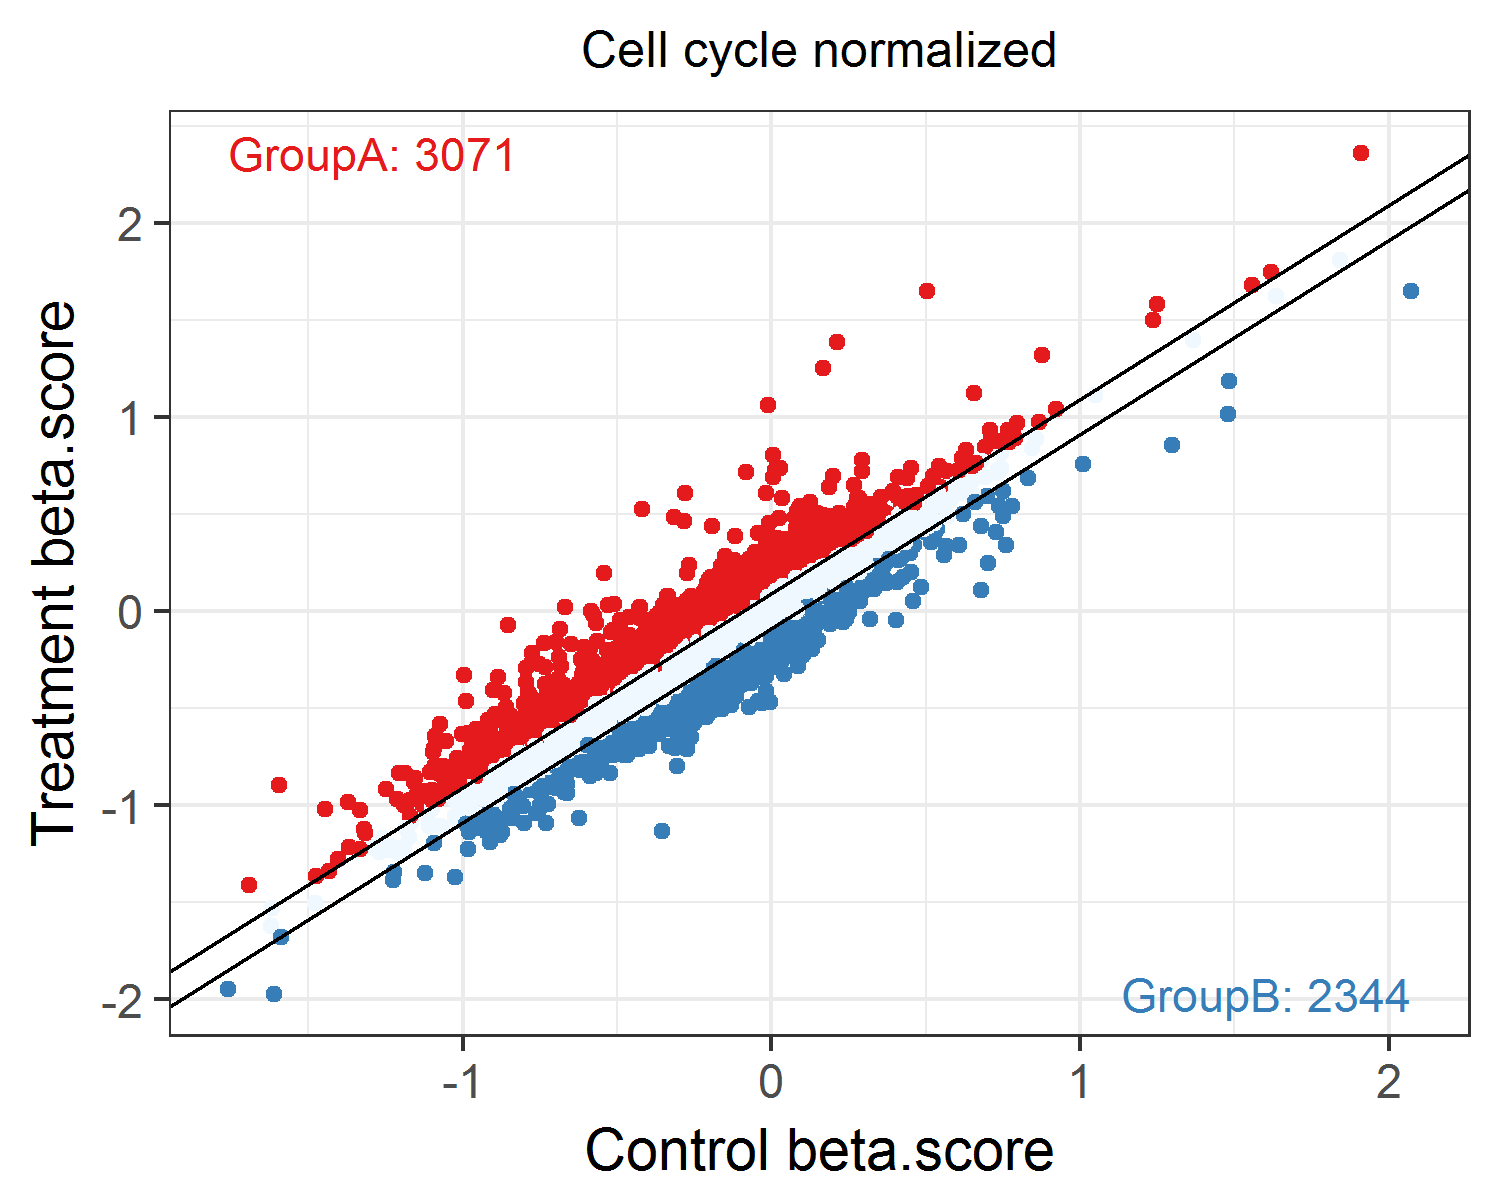 Cell cycle normalized
GroupA: 3071
Treatment beta.score
2
1
0
-1
-2
GroupB: 2344
-1
0
1
2
Control beta.score